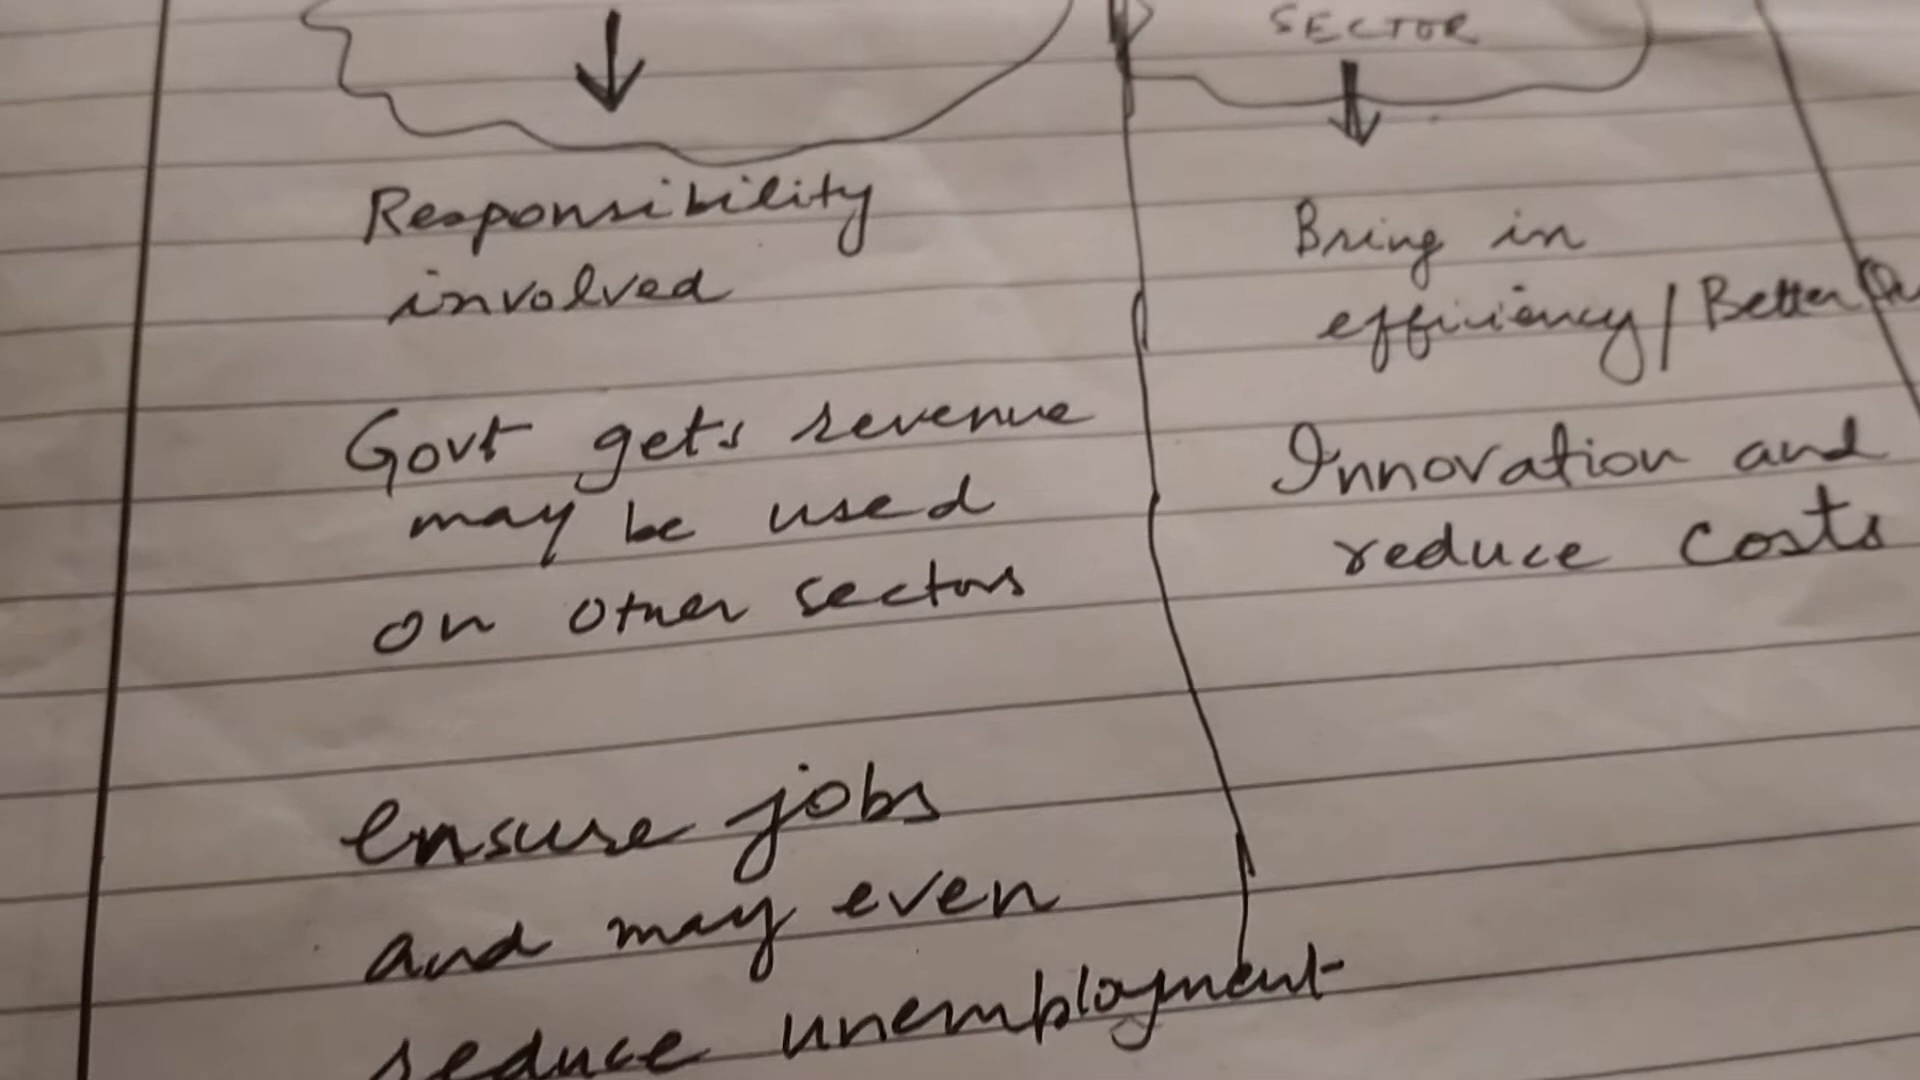 SECTOR
Responsibility
involved
Govt gets revenue
may be used
on other sectors
ensure jobs
and may even
reduce unemployment
Bring in
efficiency / Better
Innovation and
reduce costs